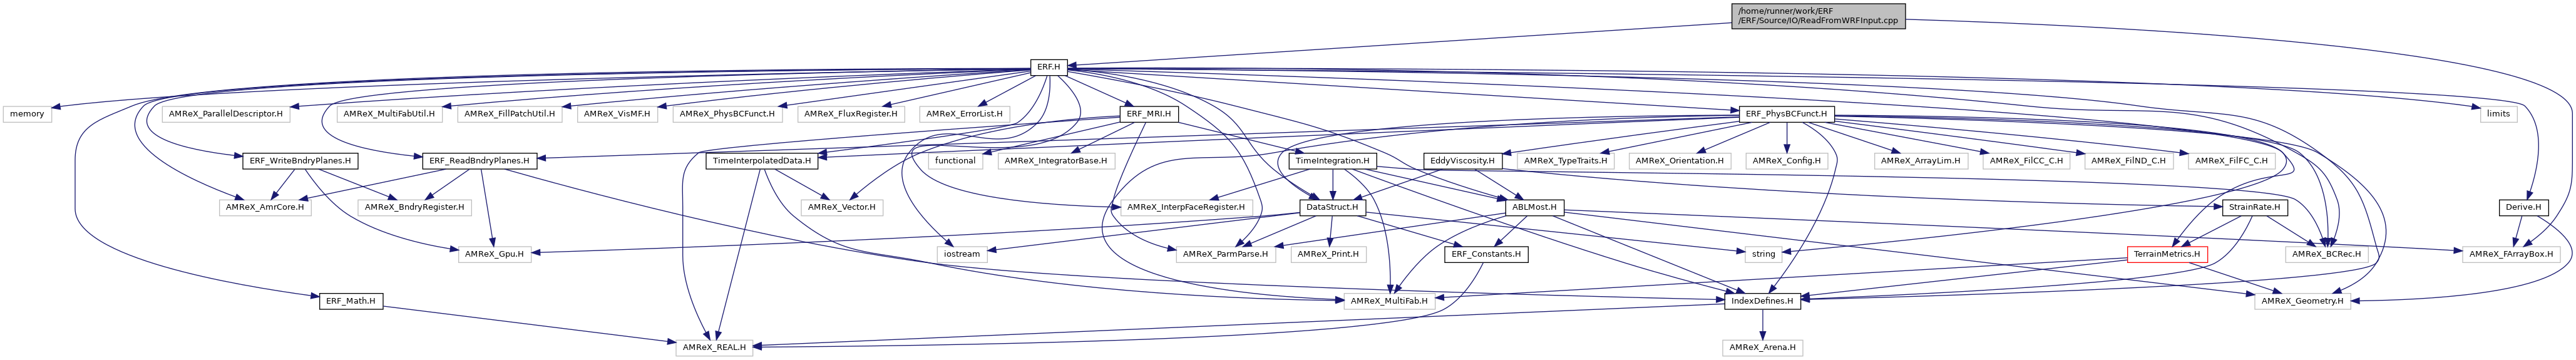 /home/runner/work/ERF
/ERF/Source/IO/ReadFromWRFInput.cpp
ERF.H
memory
AMReX_ParallelDescriptor.H
AMReX_MultiFabUtil.H
AMReX_FillPatchUtil.H
AMReX_VisMF.H
AMReX_PhysBCFunct.H
AMReX_FluxRegister.H
AMReX_ErrorList.H
ERF_MRI.H
ERF_PhysBCFunct.H
limits
ERF_WriteBndryPlanes.H
ERF_ReadBndryPlanes.H
TimeInterpolatedData.H
functional
AMReX_IntegratorBase.H
TimeIntegration.H
EddyViscosity.H
AMReX_TypeTraits.H
AMReX_Orientation.H
AMReX_Config.H
AMReX_ArrayLim.H
AMReX_FilCC_C.H
AMReX_FilND_C.H
AMReX_FilFC_C.H
AMReX_AmrCore.H
AMReX_BndryRegister.H
AMReX_Vector.H
AMReX_InterpFaceRegister.H
DataStruct.H
ABLMost.H
StrainRate.H
Derive.H
AMReX_Gpu.H
iostream
AMReX_ParmParse.H
AMReX_Print.H
ERF_Constants.H
string
TerrainMetrics.H
AMReX_BCRec.H
AMReX_FArrayBox.H
ERF_Math.H
AMReX_MultiFab.H
IndexDefines.H
AMReX_Geometry.H
AMReX_REAL.H
AMReX_Arena.H